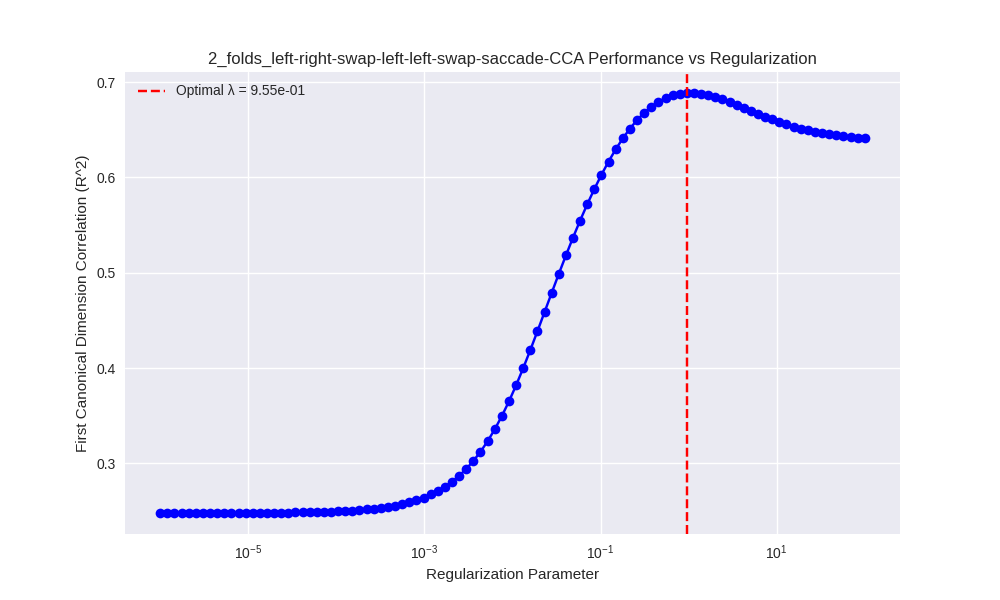 2_folds_left-right-swap-left-left-swap-saccade-CCA Performance vs Regularization
Optimal λ = 9.55e-01
First Canonical Dimension Correlation (R^2)
0.7
0.6
0.5
0.4
0.3
10⁻⁵
10⁻³
10⁻¹
10¹
Regularization Parameter